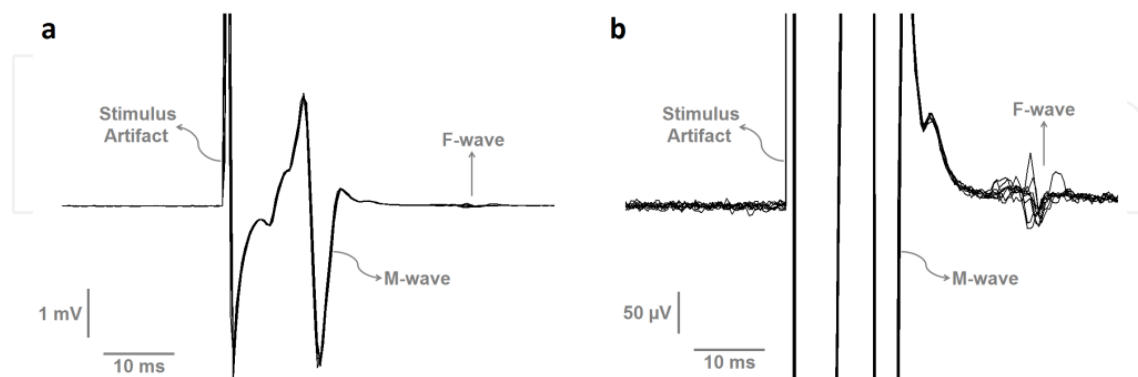 a
Stimulus
Artifact
F-wave
M-wave
1 mV
10 ms
b
Stimulus
Artifact
F-wave
M-wave
50 µV
10 ms